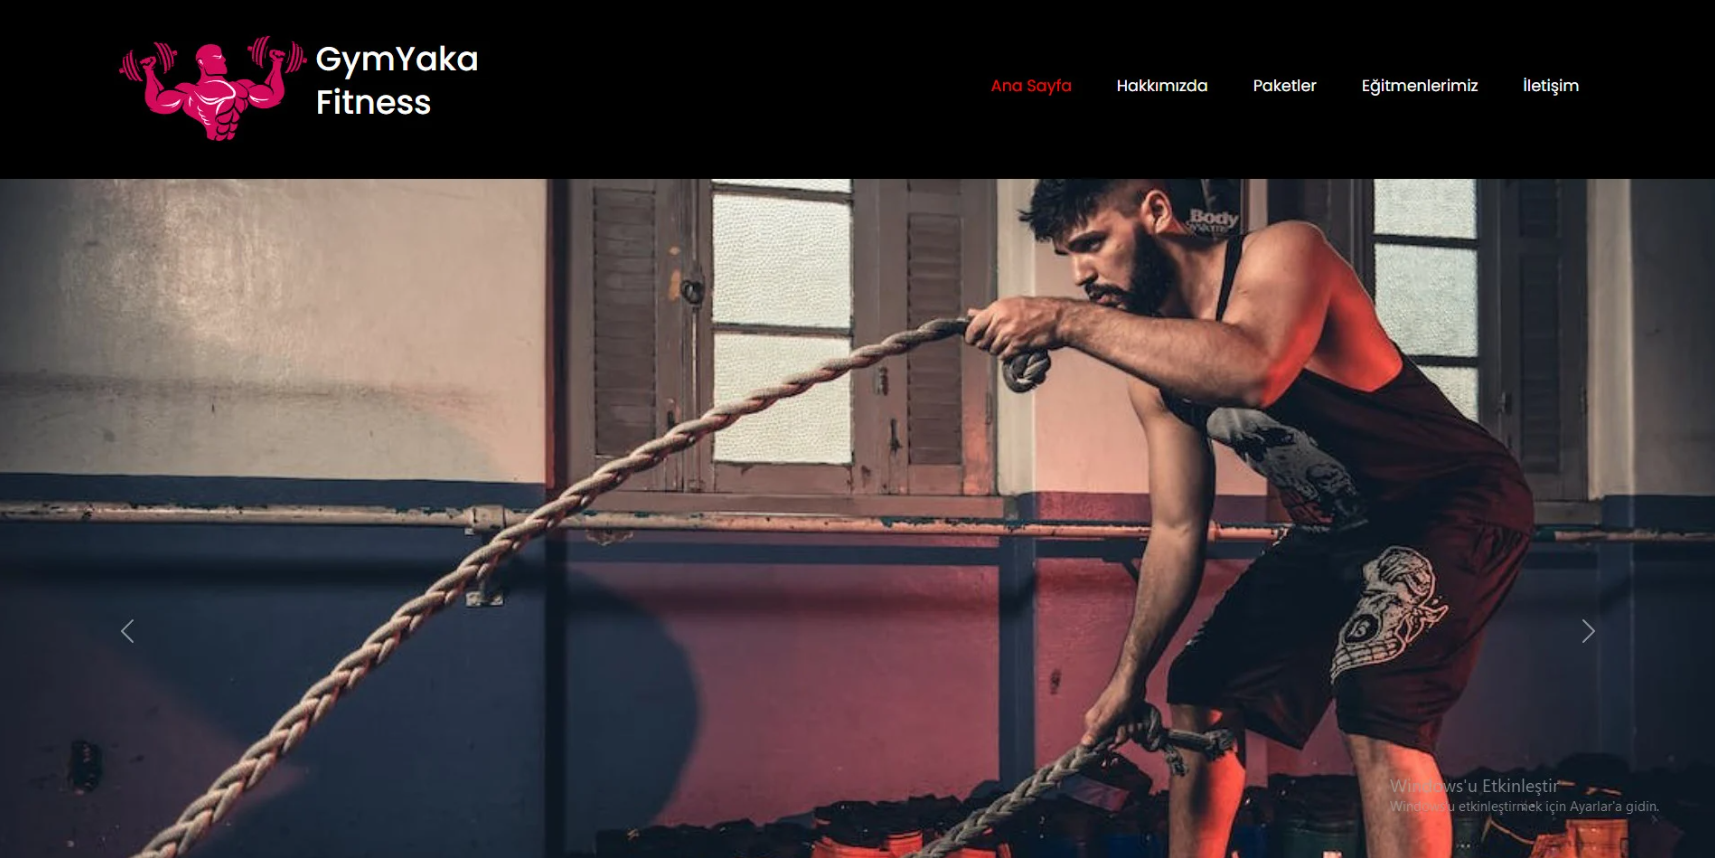 GymYaka
Fitness
Ana Sayfa Hakkımızda Paketler Eğitmenlerimiz İletişim
Body
Windows'u Etkinleştir
Windows'u etkinleştirmek için Ayarlar'a gidin.